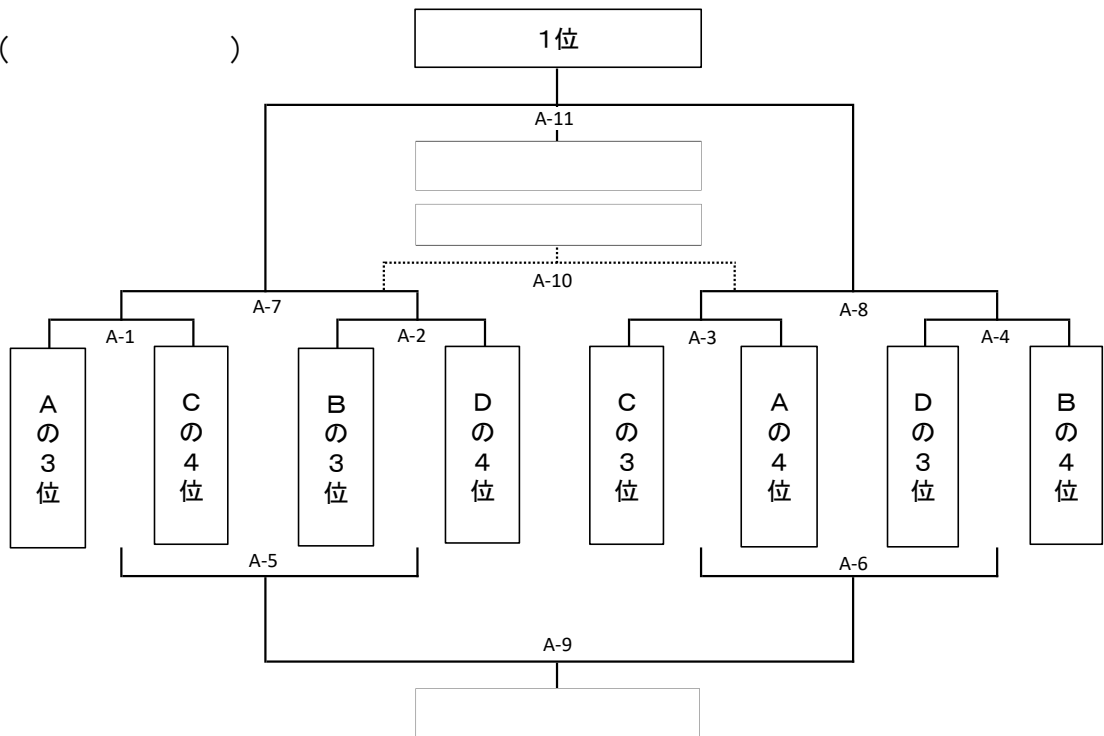 (                    )
1位
A-11
A-10
A-7
A-8
A-1
A-2
A-3
A-4
Aの3位
Cの4位
Bの3位
Dの4位
Cの3位
Aの4位
Dの3位
Bの4位
A-5
A-6
A-9